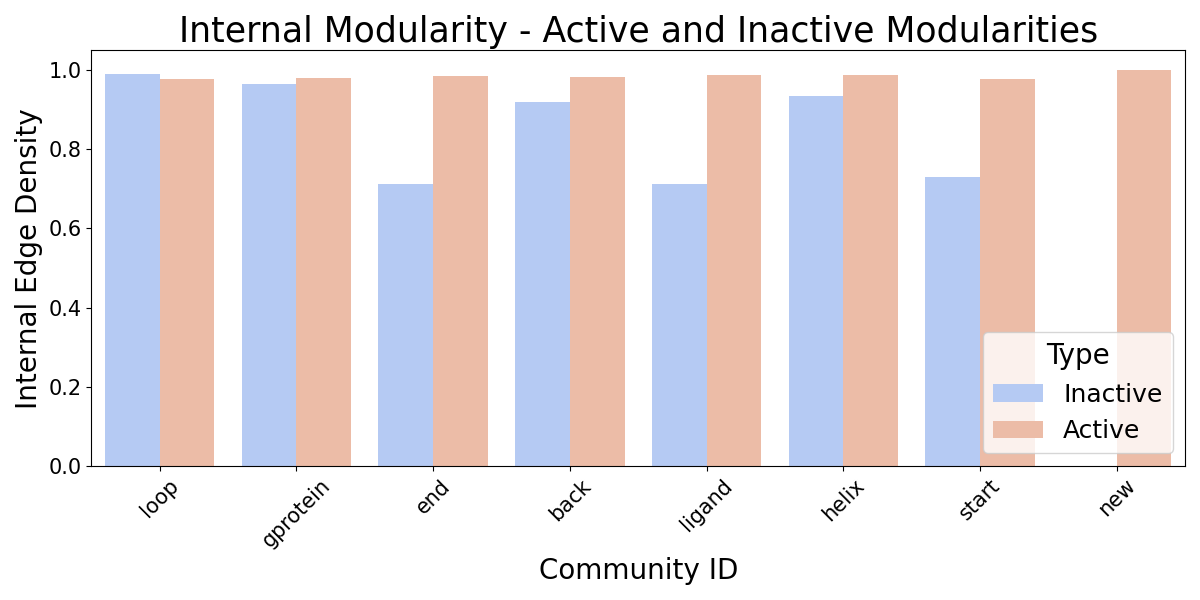 Internal Modularity - Active and Inactive Modularities
Internal Edge Density
1.0
0.8
0.6
0.4
0.2
0.0
loop
gprotein
end
back
ligand
helix
start
new
Community ID
Type
Inactive
Active